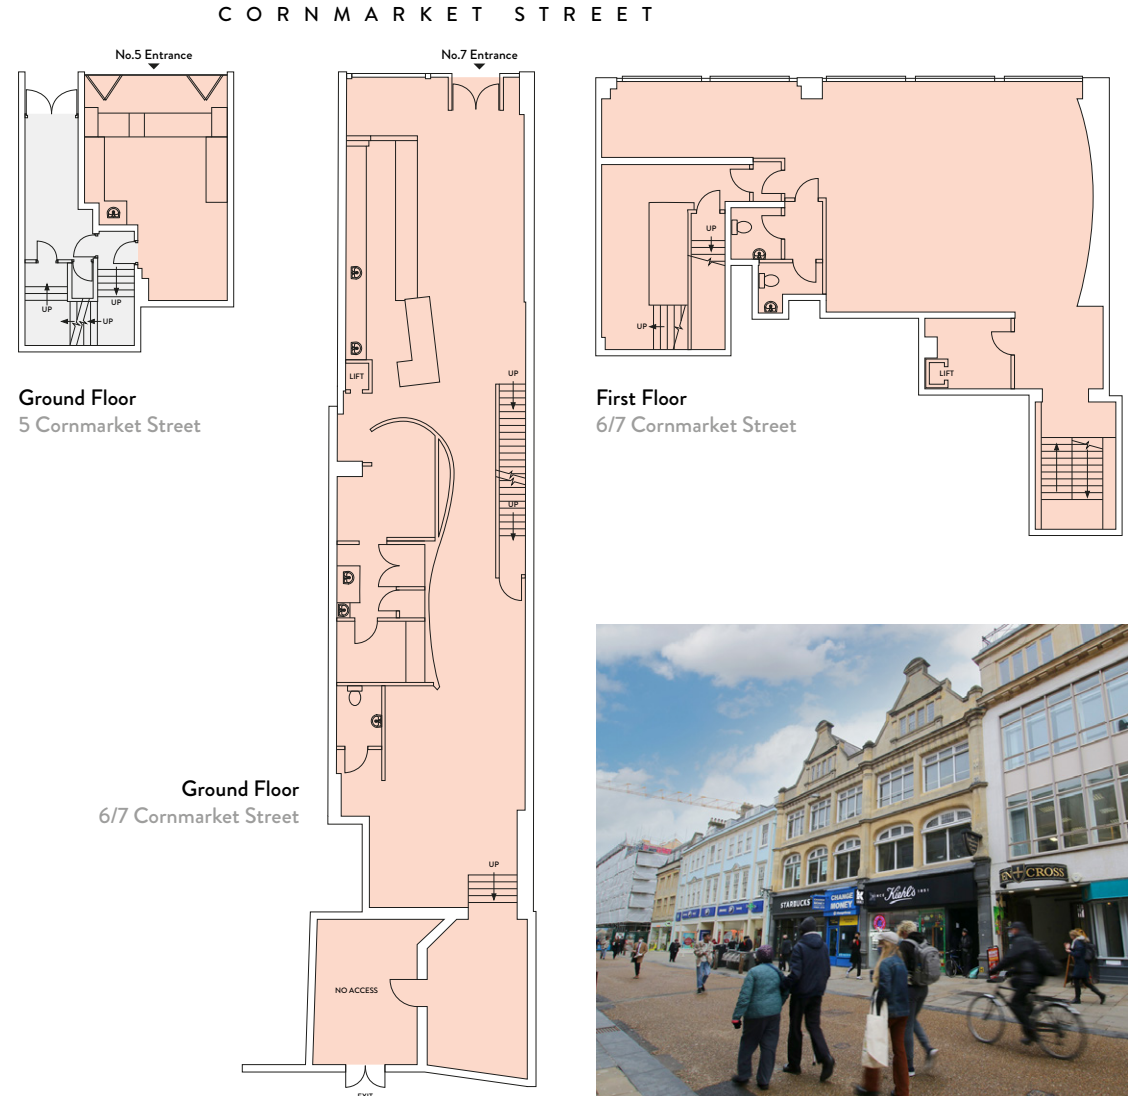 CORNMARKET STREET
No.5 Entrance
No.7 Entrance
UP
UP
UP
Ground Floor
5 Cornmarket Street
LIFT
UP
UP
UP
NO ACCESS
EXIT
Ground Floor
6/7 Cornmarket Street
UP
UP
LIFT
First Floor
6/7 Cornmarket Street
STARBUCKS
CHANGE
MONEY
SINCE Kiehl's 1851
CROSS